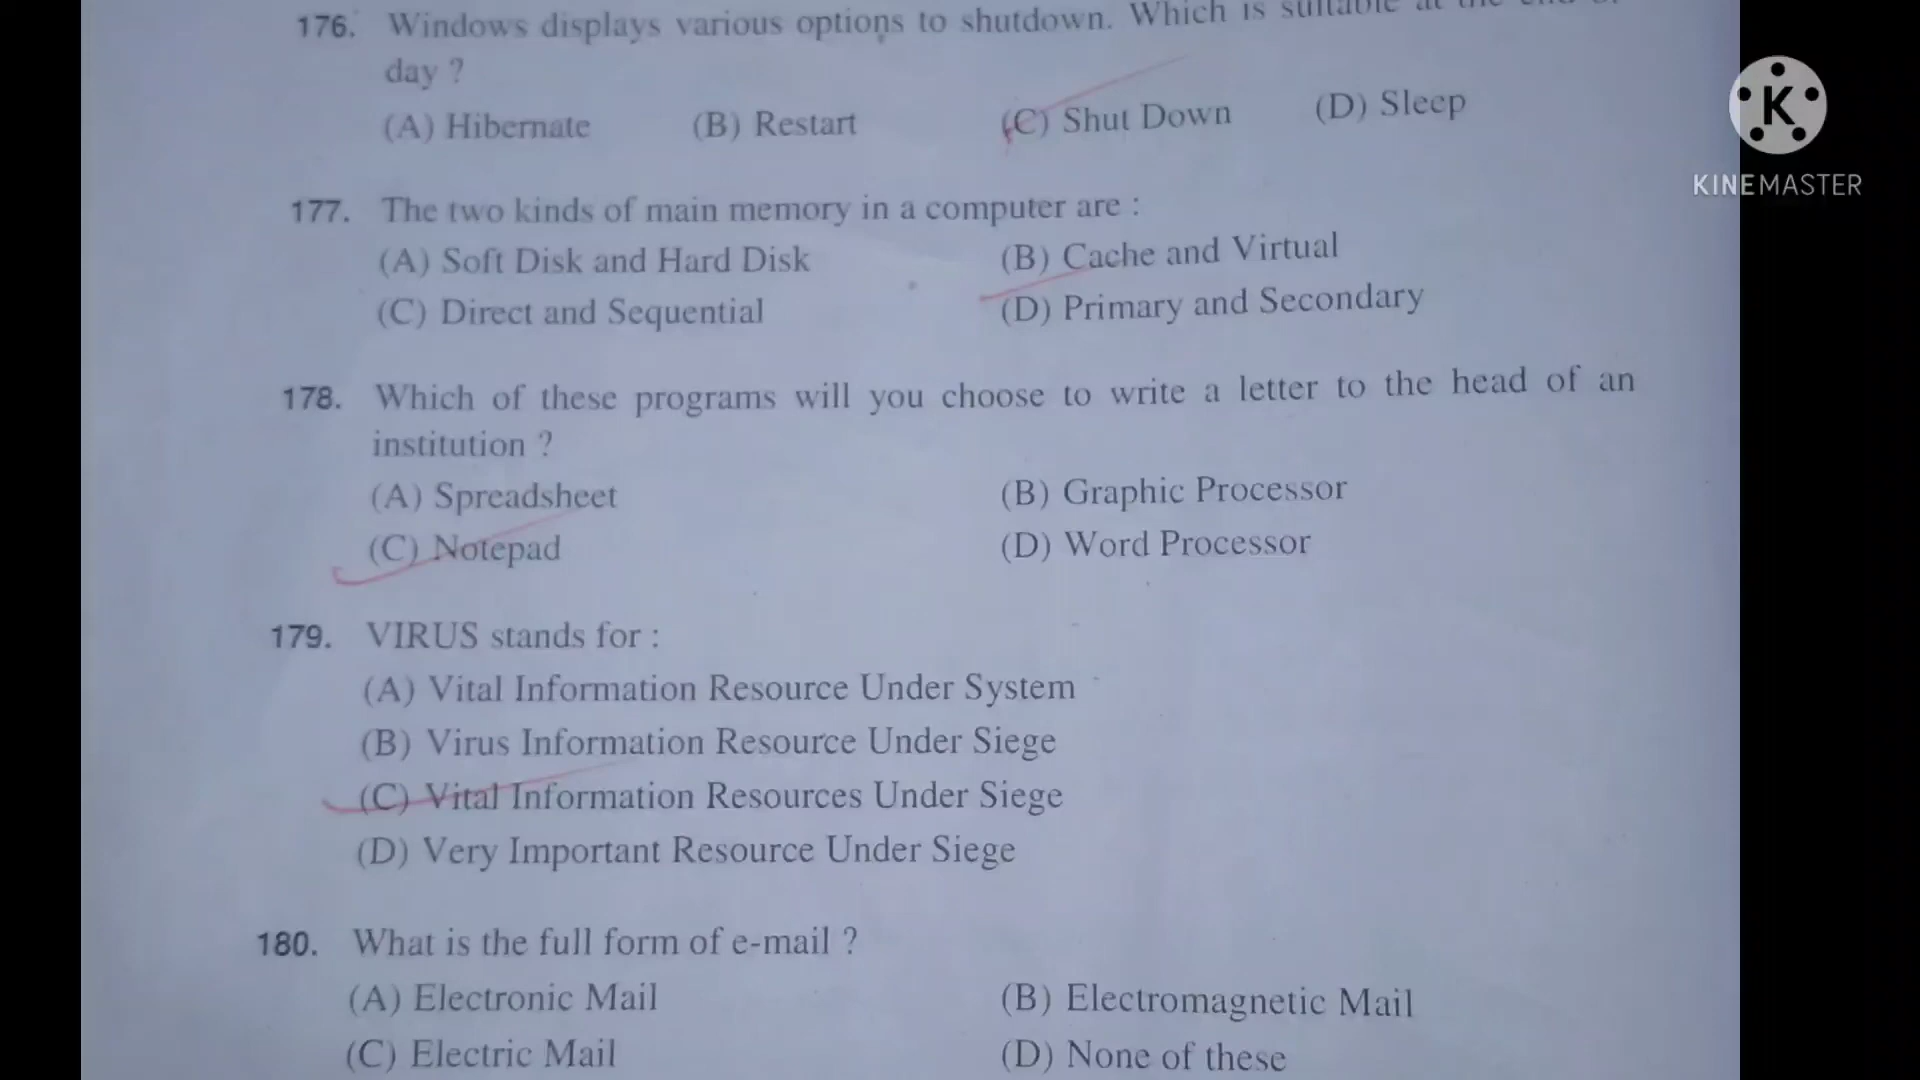 176. Windows displays various options to shutdown. Which is suitable at the end of
day ?
(A) Hibernate (B) Restart (C) Shut Down (D) Sleep
177. The two kinds of main memory in a computer are :
(A) Soft Disk and Hard Disk (B) Cache and Virtual
(C) Direct and Sequential (D) Primary and Secondary
178. Which of these programs will you choose to write a letter to the head of an
institution ?
(A) Spreadsheet (B) Graphic Processor
(C) Notepad (D) Word Processor
179. VIRUS stands for :
(A) Vital Information Resource Under System
(B) Virus Information Resource Under Siege
(C) Vital Information Resources Under Siege
(D) Very Important Resource Under Siege
180. What is the full form of e-mail ?
(A) Electronic Mail (B) Electromagnetic Mail
(C) Electric Mail (D) None of these
K
KINEMASTER